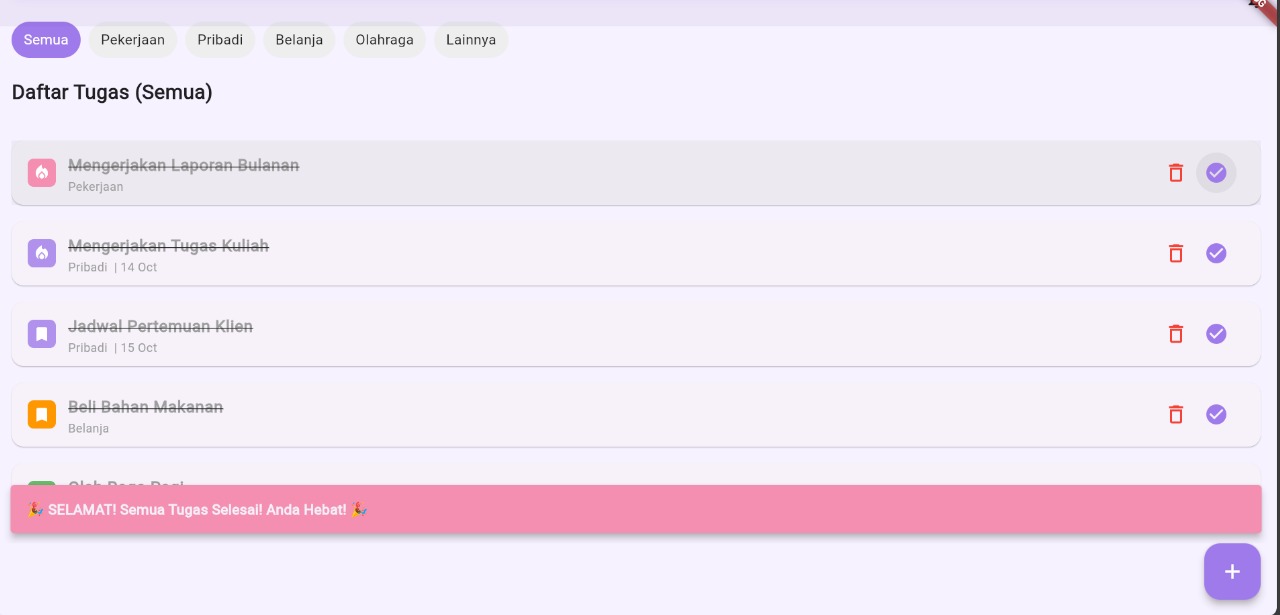 Semua Pekerjaan Pribadi Belanja Olahraga Lainnya
Daftar Tugas (Semua)
Mengerjakan Laporan Bulanan
Pekerjaan
Mengerjakan Tugas Kuliah
Pribadi | 14 Oct
Jadwal Pertemuan Klien
Pribadi | 15 Oct
Beli Bahan Makanan
Belanja
🎉 SELAMAT! Semua Tugas Selesai! Anda Hebat! 🎉